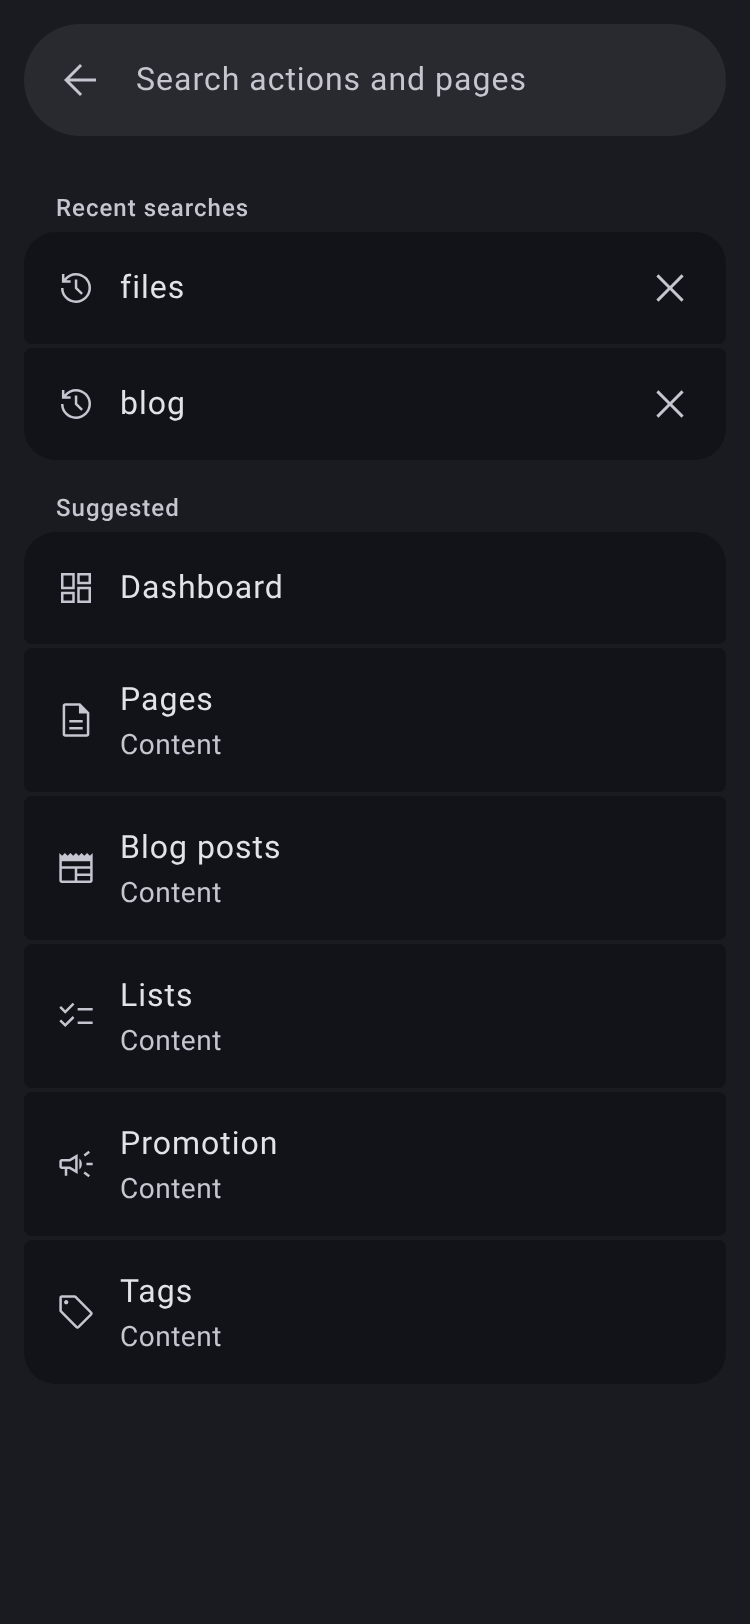 Search actions and pages
Recent searches
files
blog
Suggested
Dashboard
Pages
Content
Blog posts
Content
Lists
Content
Promotion
Content
Tags
Content